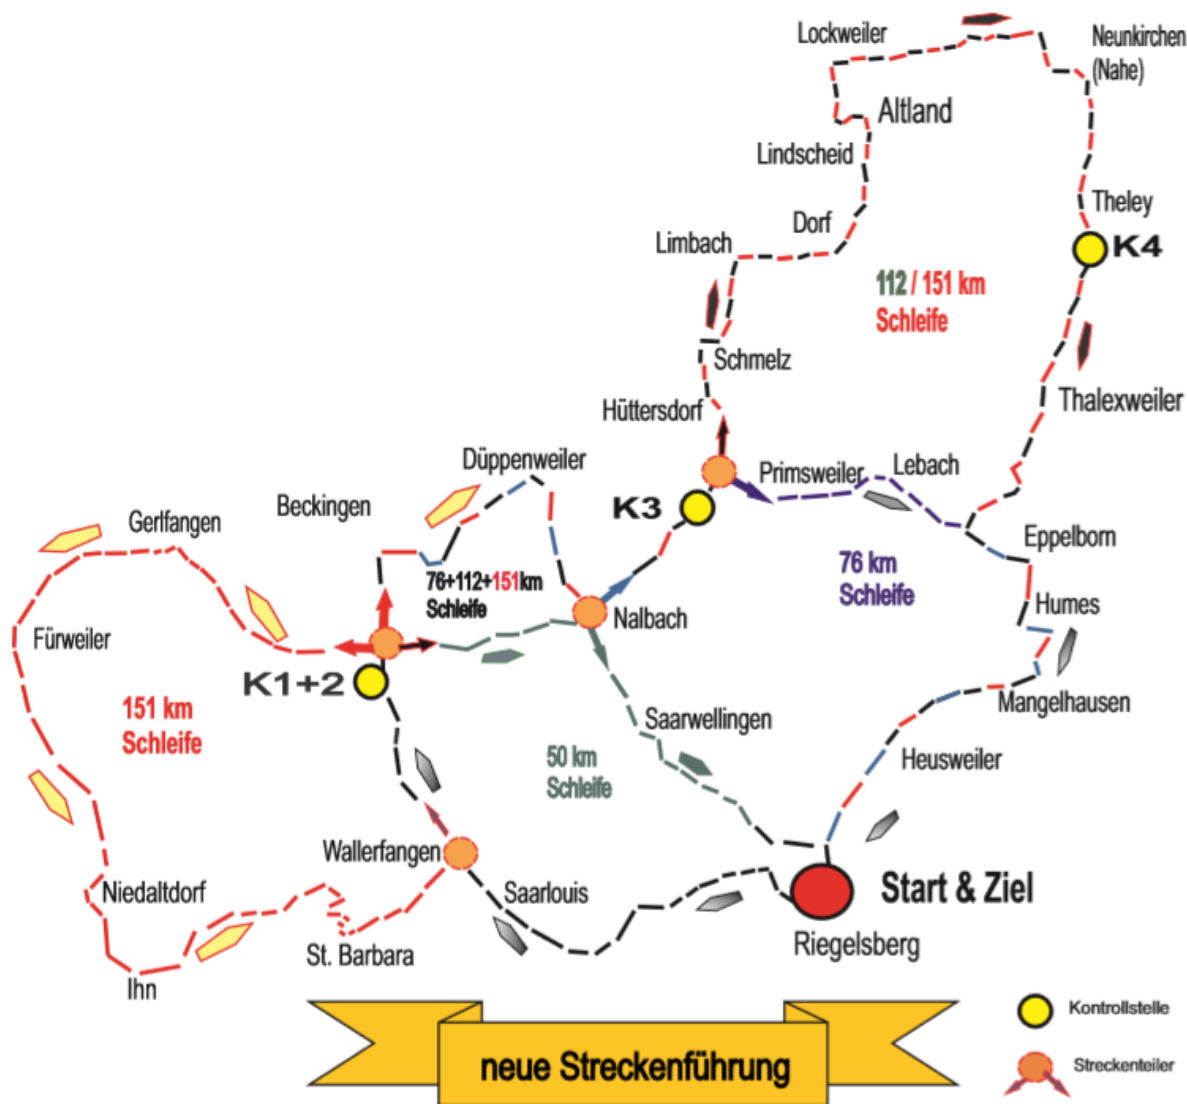 Lockweiler
Neunkirchen
(Nahe)
Altland
Lindscheid
Theley
Dorf
Limbach
K4
112 / 151 km
Schleife
Schmelz
Thalexweiler
Hüttersdorf
Düppenweiler
Primsweiler
Lebach
Beckingen
K3
Gerlfangen
Eppelborn
76 km
Schleife
76+112+151km
Schleife
Humes
Nalbach
Fürweiler
K1+2
Mangelhausen
151 km
Schleife
Saarwellingen
50 km
Schleife
Heusweiler
Wallerfangen
Niedaltdorf
Saarlouis
Start & Ziel
Riegelsberg
St. Barbara
Ihn
Kontrollstelle
neue Streckenführung
Streckenteiler